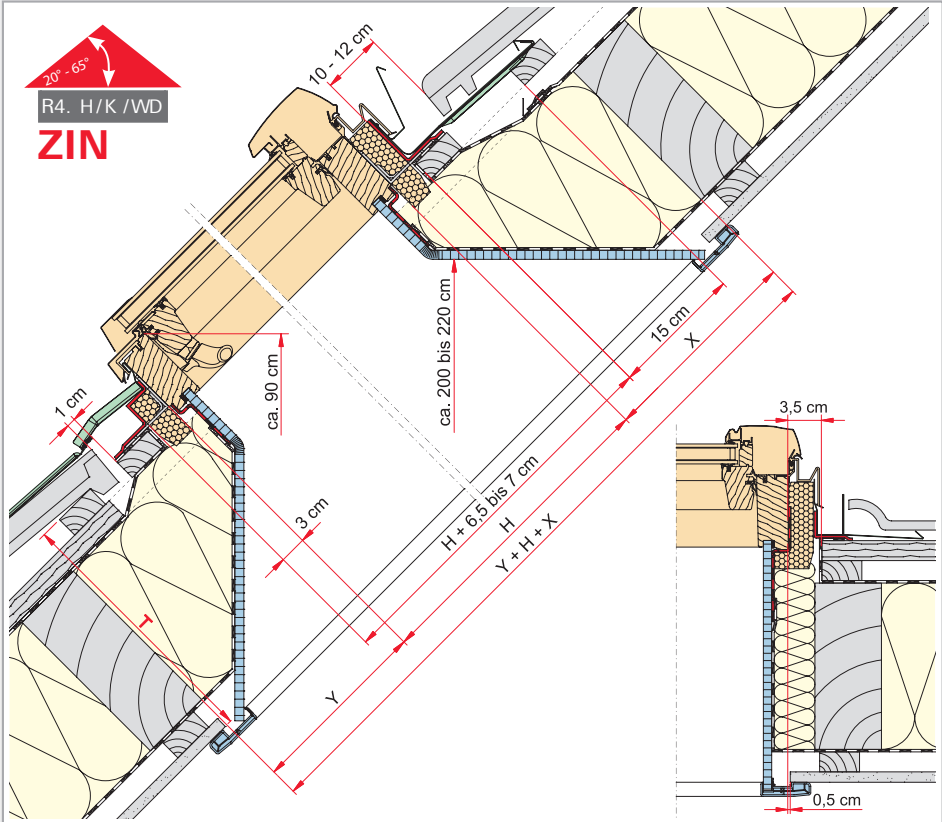 20° - 65°
R4. H/K /WD
ZIN
10 - 12 cm
ca. 90 cm
ca. 200 bis 220 cm
15 cm
X
1 cm
3 cm
H + 6,5 bis 7 cm
H
Y + H + X
3,5 cm
T
Y
0,5 cm